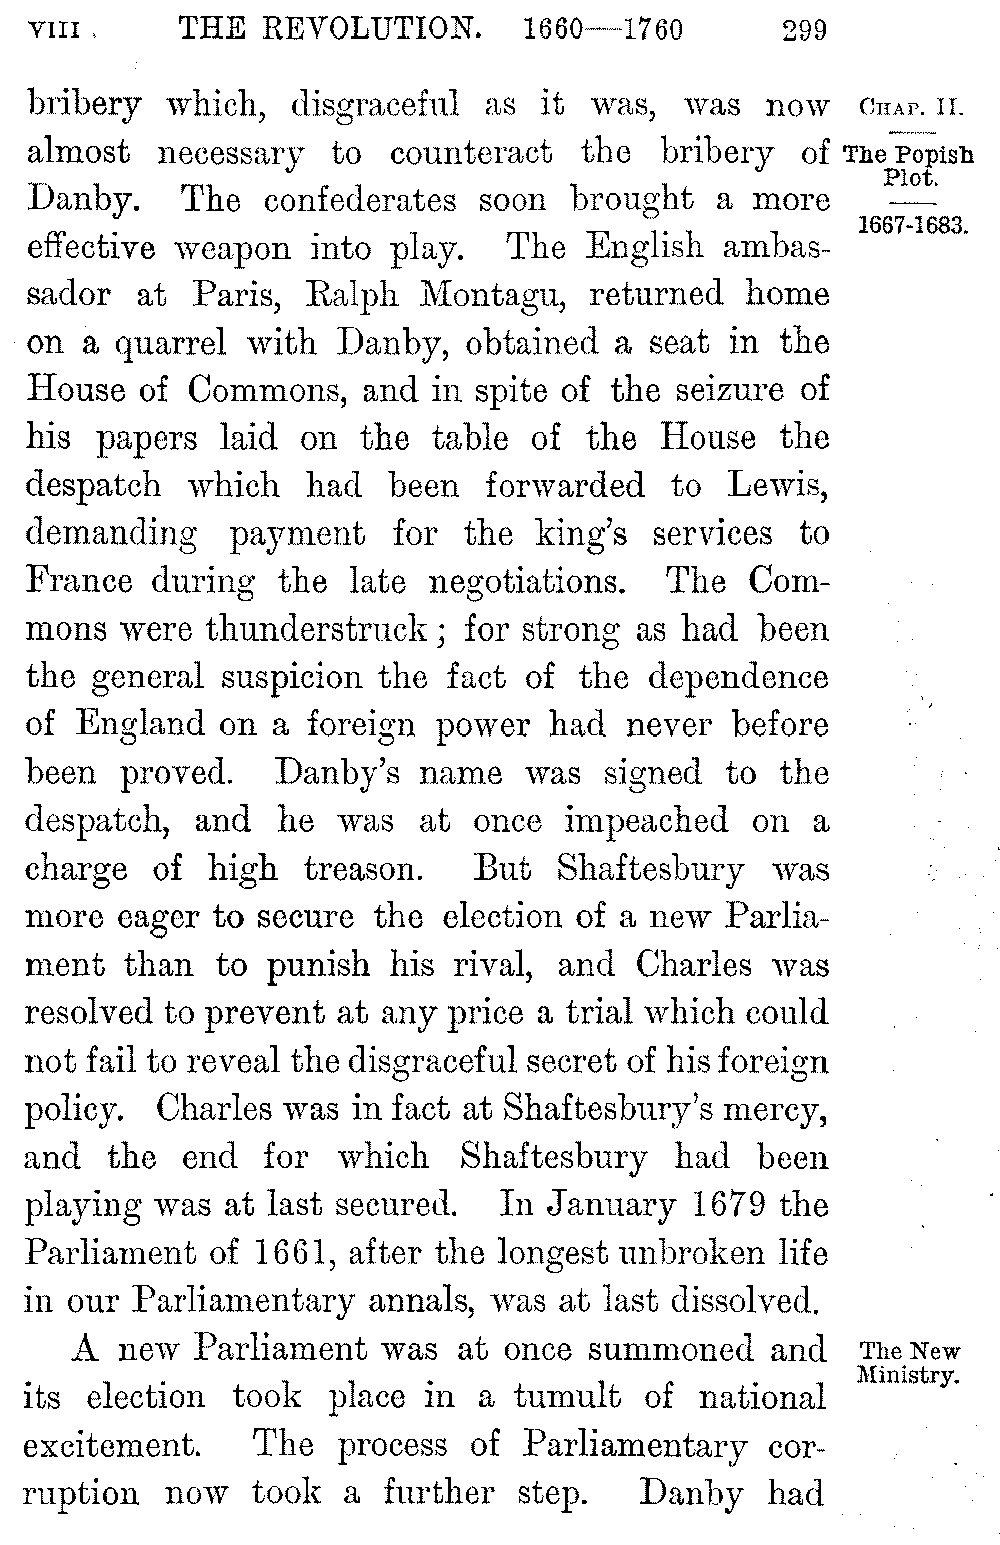 VIII THE REVOLUTION. 1660—1760 299
bribery which, disgraceful as it was, was now
almost necessary to counteract the bribery of
Danby. The confederates soon brought a more
effective weapon into play. The English ambas-
sador at Paris, Ralph Montagu, returned home
on a quarrel with Danby, obtained a seat in the
House of Commons, and in spite of the seizure of
his papers laid on the table of the House the
despatch which had been forwarded to Lewis,
demanding payment for the king's services to
France during the late negotiations. The Com-
mons were thunderstruck; for strong as had been
the general suspicion the fact of the dependence
of England on a foreign power had never before
been proved. Danby's name was signed to the
despatch, and he was at once impeached on a
charge of high treason. But Shaftesbury was
more eager to secure the election of a new Parlia-
ment than to punish his rival, and Charles was
resolved to prevent at any price a trial which could
not fail to reveal the disgraceful secret of his foreign
policy. Charles was in fact at Shaftesbury's mercy,
and the end for which Shaftesbury had been
playing was at last secured. In January 1679 the
Parliament of 1661, after the longest unbroken life
in our Parliamentary annals, was at last dissolved.
A new Parliament was at once summoned and
its election took place in a tumult of national
excitement. The process of Parliamentary cor-
ruption now took a further step. Danby had
CHAP. II.
The Popish
Plot.
1667-1683.
The New
Ministry.